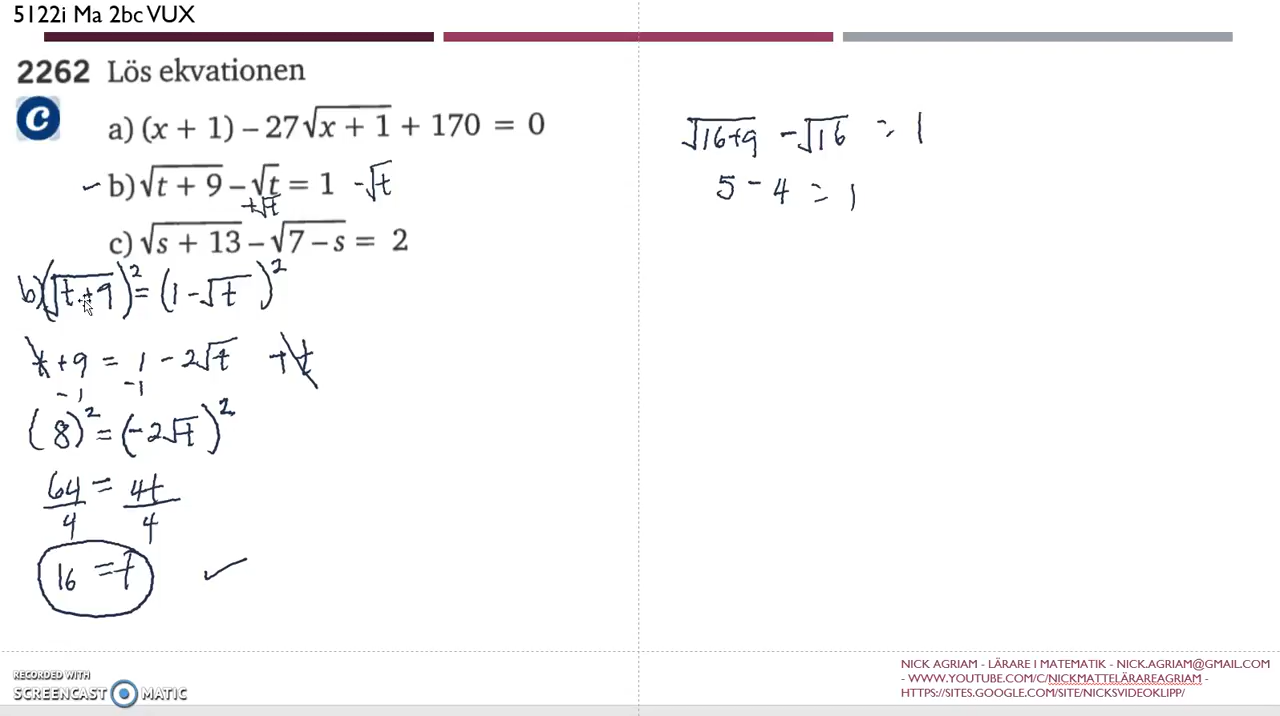 5122i Ma 2bc VUX
2262 Lös ekvationen
C
a) (x + 1) – 27√(x + 1) + 170 = 0
b) √(t + 9) – √t = 1 -√t
+√t
c) √(s + 13) – √(7 – s) = 2
b) (√(t+9))² = (1 - √t)²
t + 9 = 1 - 2√t + t
-1 -1
(8)² = (-2√t)²
64 = 4t
4 4
16 = t ✓
√(16+9) - √16 = 1
5 - 4 = 1
RECORDED WITH
SCREENCAST O MATIC
NICK AGRIAM - LÄRARE I MATEMATIK - NICK.AGRIAM@GMAIL.COM
- WWW.YOUTUBE.COM/C/NICKMATTELÄRAREAGRIAM -
HTTPS://SITES.GOOGLE.COM/SITE/NICKSVIDEOKLIPP/